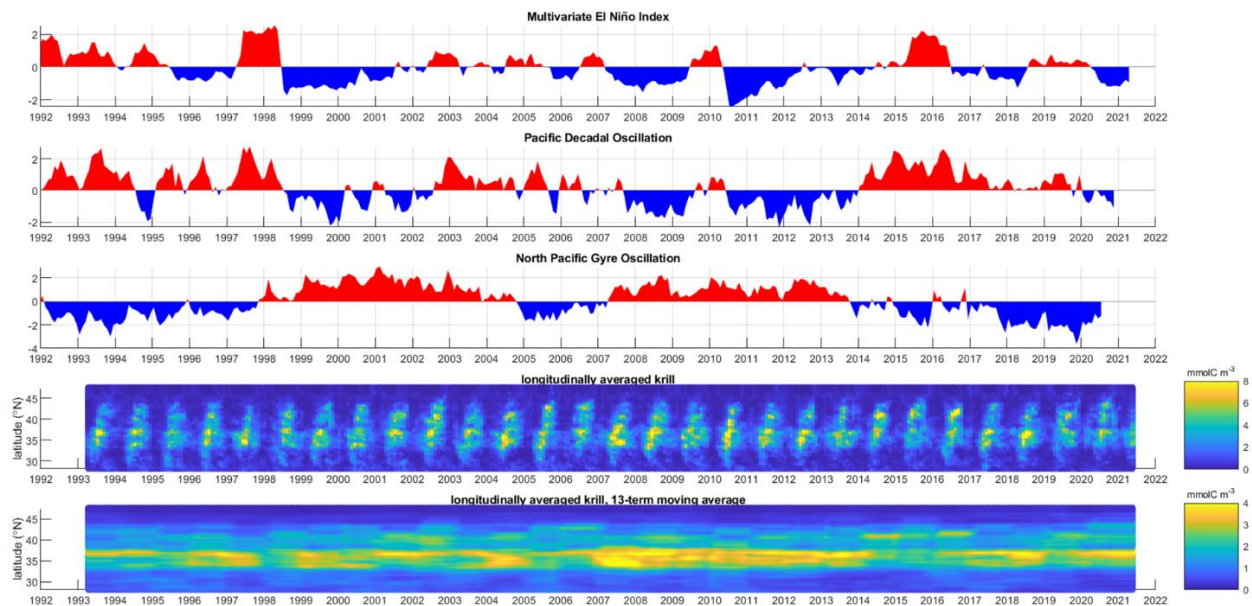 Multivariate El Niño Index
2
0
-2
1992 1993 1994 1995 1996 1997 1998 1999 2000 2001 2002 2003 2004 2005 2006 2007 2008 2009 2010 2011 2012 2013 2014 2015 2016 2017 2018 2019 2020 2021 2022
Pacific Decadal Oscillation
2
0
-2
1992 1993 1994 1995 1996 1997 1998 1999 2000 2001 2002 2003 2004 2005 2006 2007 2008 2009 2010 2011 2012 2013 2014 2015 2016 2017 2018 2019 2020 2021 2022
North Pacific Gyre Oscillation
2
0
-2
-4
1992 1993 1994 1995 1996 1997 1998 1999 2000 2001 2002 2003 2004 2005 2006 2007 2008 2009 2010 2011 2012 2013 2014 2015 2016 2017 2018 2019 2020 2021 2022
longitudinally averaged krill
latitude (°N)
45
40
35
30
1992 1993 1994 1995 1996 1997 1998 1999 2000 2001 2002 2003 2004 2005 2006 2007 2008 2009 2010 2011 2012 2013 2014 2015 2016 2017 2018 2019 2020 2021 2022
mmolC m⁻³
8
6
4
2
0
longitudinally averaged krill, 13-term moving average
latitude (°N)
45
40
35
30
1992 1993 1994 1995 1996 1997 1998 1999 2000 2001 2002 2003 2004 2005 2006 2007 2008 2009 2010 2011 2012 2013 2014 2015 2016 2017 2018 2019 2020 2021 2022
mmolC m⁻³
4
3
2
1
0